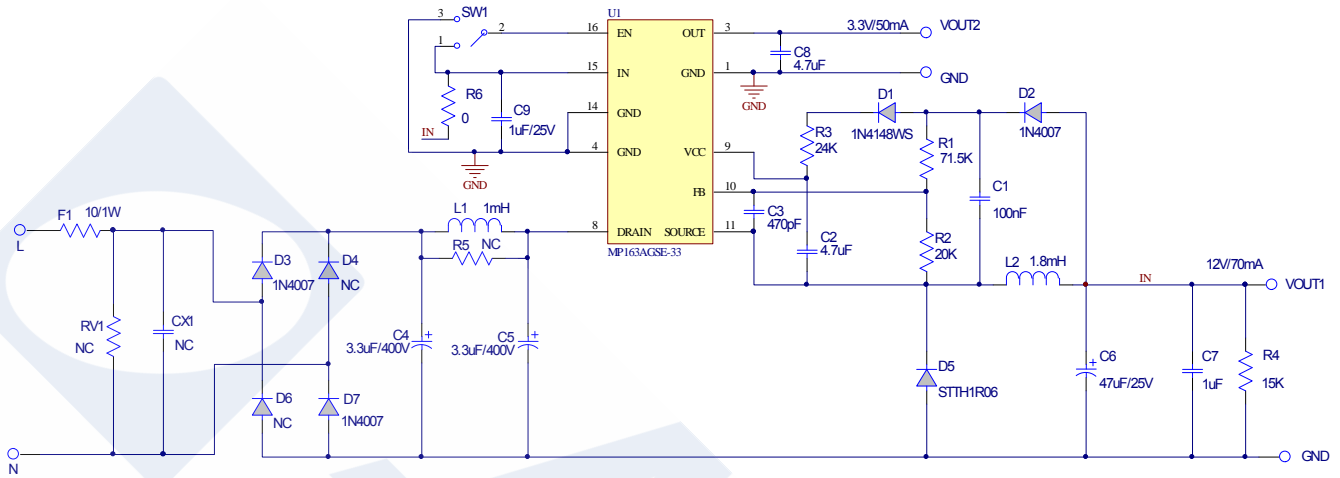 3 SW1
2
1
R6
0
IN
C9
1uF/25V
GND
U1
16 EN
15 IN
14 GND
4 GND
8 DRAIN
OUT 3
GND 1
VCC 9
FB 10
SOURCE 11
MP163AGSE-33
3.3V/50mA VOUT2
C8
4.7uF
GND
GND
D1
1N4148WS
D2
1N4007
R3
24K
R1
71.5K
C1
100nF
C3
470pF
C2
4.7uF
R2
20K
L2 1.8mH
IN
12V/70mA
VOUT1
F1 10/1W
L
RV1
NC
CX1
NC
D3
1N4007
D4
NC
D6
NC
D7
1N4007
L1 1mH
R5 NC
C4
3.3uF/400V
C5
3.3uF/400V
D5
STTH1R06
C6
47uF/25V
C7
1uF
R4
15K
N
GND